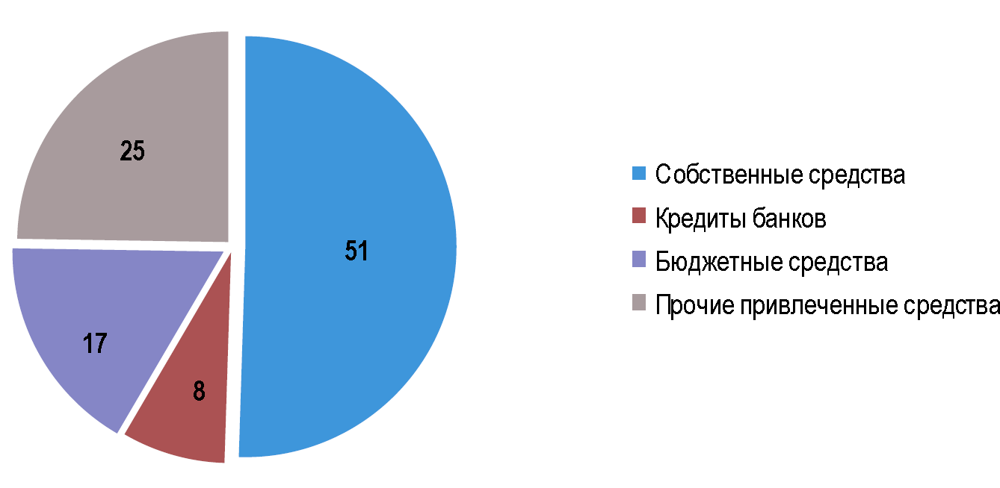 25
51
17
8
Собственные средства
Кредиты банков
Бюджетные средства
Прочие привлеченные средства